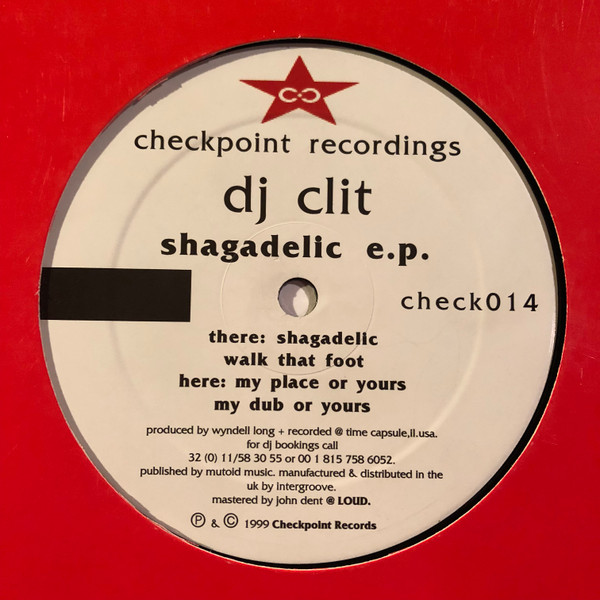 checkpoint recordings
dj clit
shagadelic e.p.
check014
there: shagadelic
walk that foot
here: my place or yours
my dub or yours
produced by wyndell long + recorded @ time capsule,il.usa.
for dj bookings call
32 (0) 11/58 30 55 or 00 1 815 758 6052.
published by mutoid music. manufactured & distributed in the
uk by intergroove.
mastered by john dent @ LOUD.
℗ & © 1999 Checkpoint Records